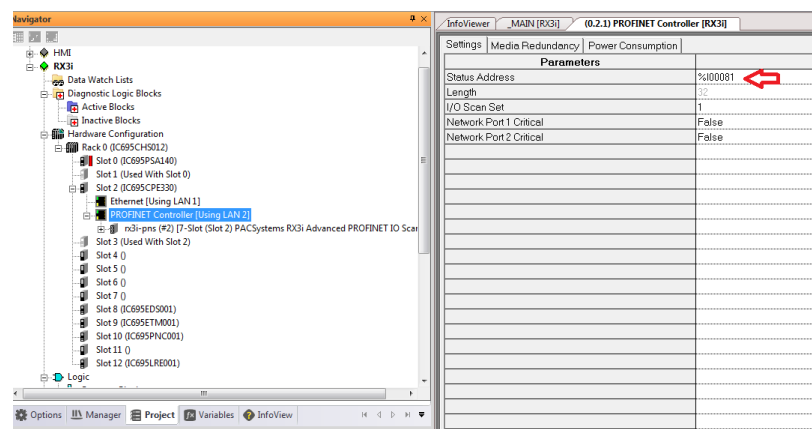 Navigator
HMI
RX3i
Data Watch Lists
Diagnostic Logic Blocks
Active Blocks
Inactive Blocks
Hardware Configuration
Rack 0 (IC695CHS012)
Slot 0 (IC695PSA140)
Slot 1 (Used With Slot 0)
Slot 2 (IC695CPE330)
Ethernet [Using LAN 1]
PROFINET Controller [Using LAN 2]
rx3i-pns (#2) [7-Slot (Slot 2) PACSystems RX3i Advanced PROFINET IO Scar
Slot 3 (Used With Slot 2)
Slot 4 ()
Slot 5 ()
Slot 6 ()
Slot 7 ()
Slot 8 (IC695EDS001)
Slot 9 (IC695ETM001)
Slot 10 (IC695PNC001)
Slot 11 ()
Slot 12 (IC695LRE001)
Logic
Options Manager Project Variables InfoView
InfoViewer _MAIN [RX3i] (0.2.1) PROFINET Controller [RX3i]
Settings Media Redundancy Power Consumption
Parameters
Status Address %I00081
Length 32
I/O Scan Set 1
Network Port 1 Critical False
Network Port 2 Critical False